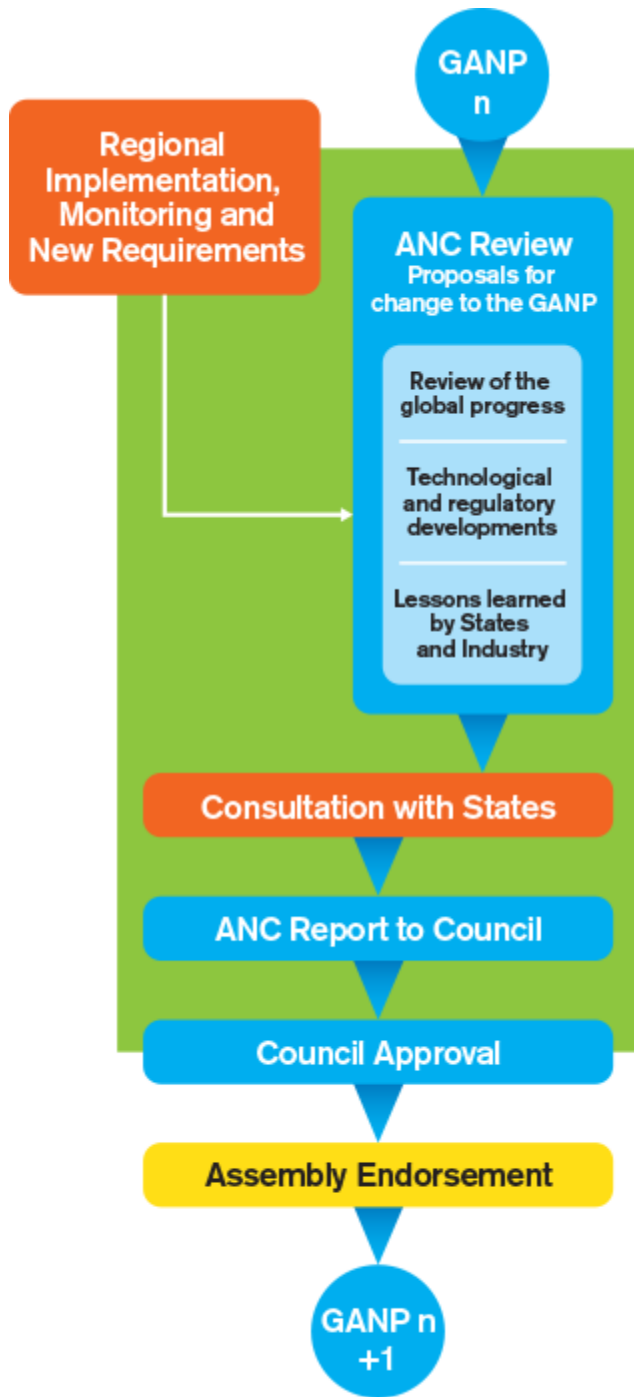 GANP
n
Regional
Implementation,
Monitoring and
New Requirements
ANC Review
Proposals for
change to the GANP
Review of the
global progress
Technological
and regulatory
developments
Lessons learned
by States
and Industry
Consultation with States
ANC Report to Council
Council Approval
Assembly Endorsement
GANP n
+1